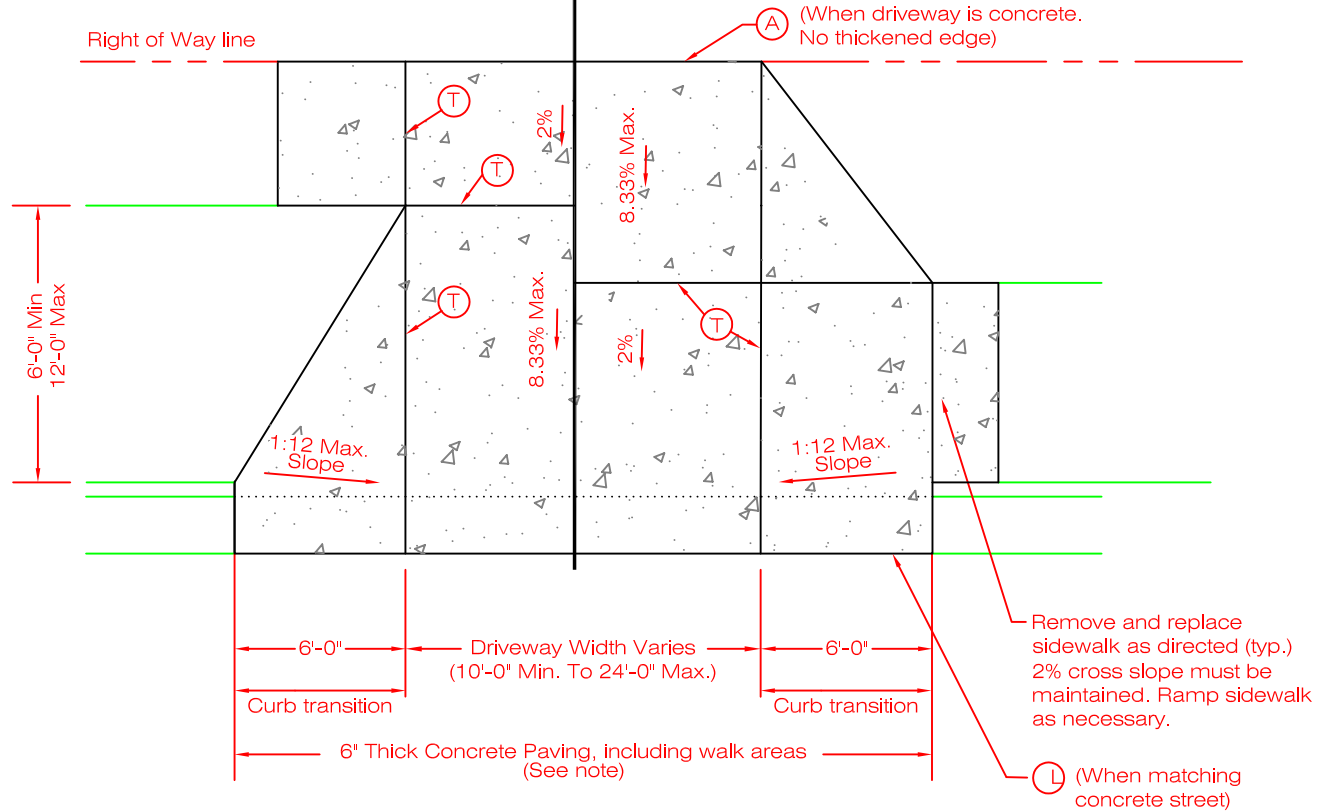 (When driveway is concrete.
A
No thickened edge)
Right of Way line
T
T
2%
8.33% Max.
T
T
8.33% Max.
2%
6'-0" Min
12'-0" Max
1:12 Max.
Slope
1:12 Max.
Slope
6'-0"
Driveway Width Varies
(10'-0" Min. To 24'-0" Max.)
6'-0"
Curb transition
Curb transition
Remove and replace
sidewalk as directed (typ.)
2% cross slope must be
maintained. Ramp sidewalk
as necessary.
6" Thick Concrete Paving, including walk areas
(See note)
L
(When matching
concrete street)